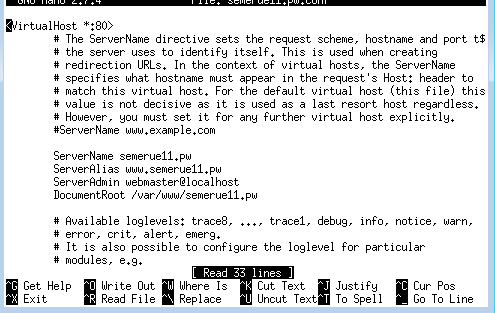 GNU nano 2.7.4 File: semerue11.pw.com
<VirtualHost *:80>
# The ServerName directive sets the request scheme, hostname and port t$
# the server uses to identify itself. This is used when creating
# redirection URLs. In the context of virtual hosts, the ServerName
# specifies what hostname must appear in the request's Host: header to
# match this virtual host. For the default virtual host (this file) this
# value is not decisive as it is used as a last resort host regardless.
# However, you must set it for any further virtual host explicitly.
#ServerName www.example.com
ServerName semerue11.pw
ServerAlias www.semerue11.pw
ServerAdmin webmaster@localhost
DocumentRoot /var/www/semerue11.pw
# Available loglevels: trace8, ..., trace1, debug, info, notice, warn,
# error, crit, alert, emerg.
# It is also possible to configure the loglevel for particular
# modules, e.g.
[ Read 33 lines ]
^G Get Help ^O Write Out ^W Where Is ^K Cut Text ^J Justify ^C Cur Pos
^X Exit ^R Read File ^\ Replace ^U Uncut Text ^T To Spell ^_ Go To Line